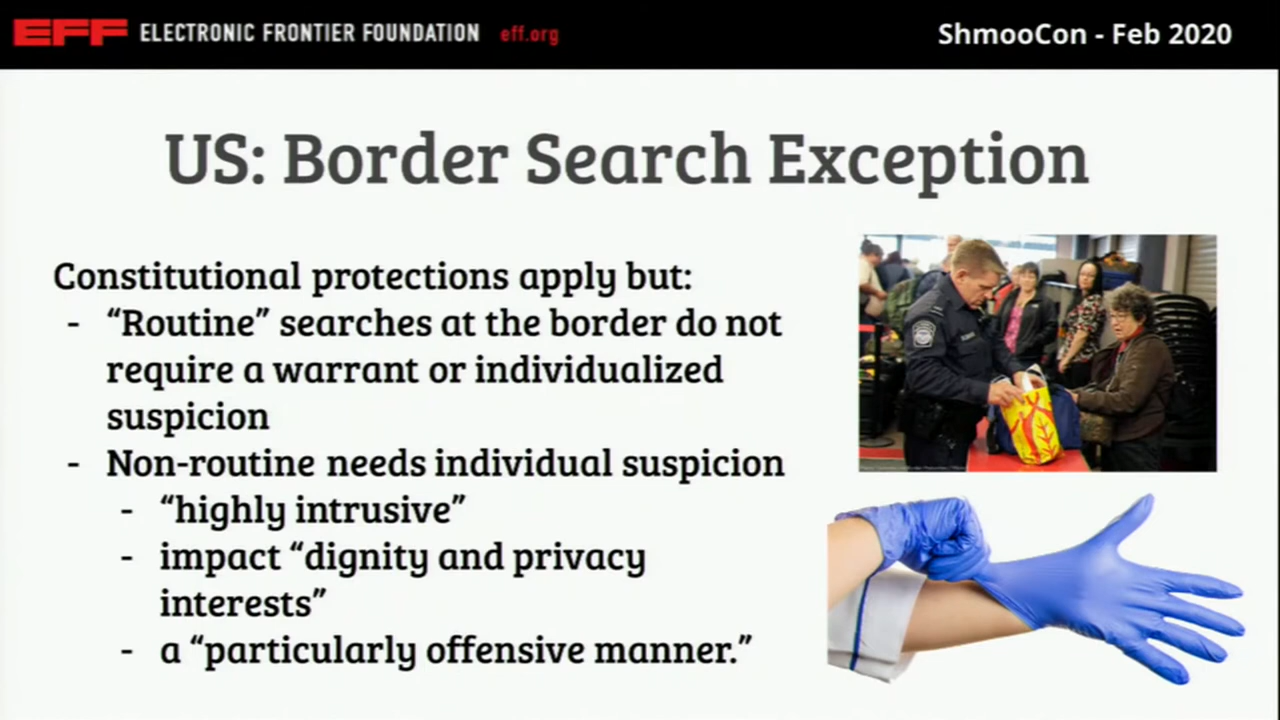 EFF ELECTRONIC FRONTIER FOUNDATION eff.org
ShmooCon - Feb 2020
US: Border Search Exception
Constitutional protections apply but:
- “Routine” searches at the border do not
require a warrant or individualized
suspicion
- Non-routine needs individual suspicion
- “highly intrusive”
- impact “dignity and privacy
interests”
- a “particularly offensive manner.”